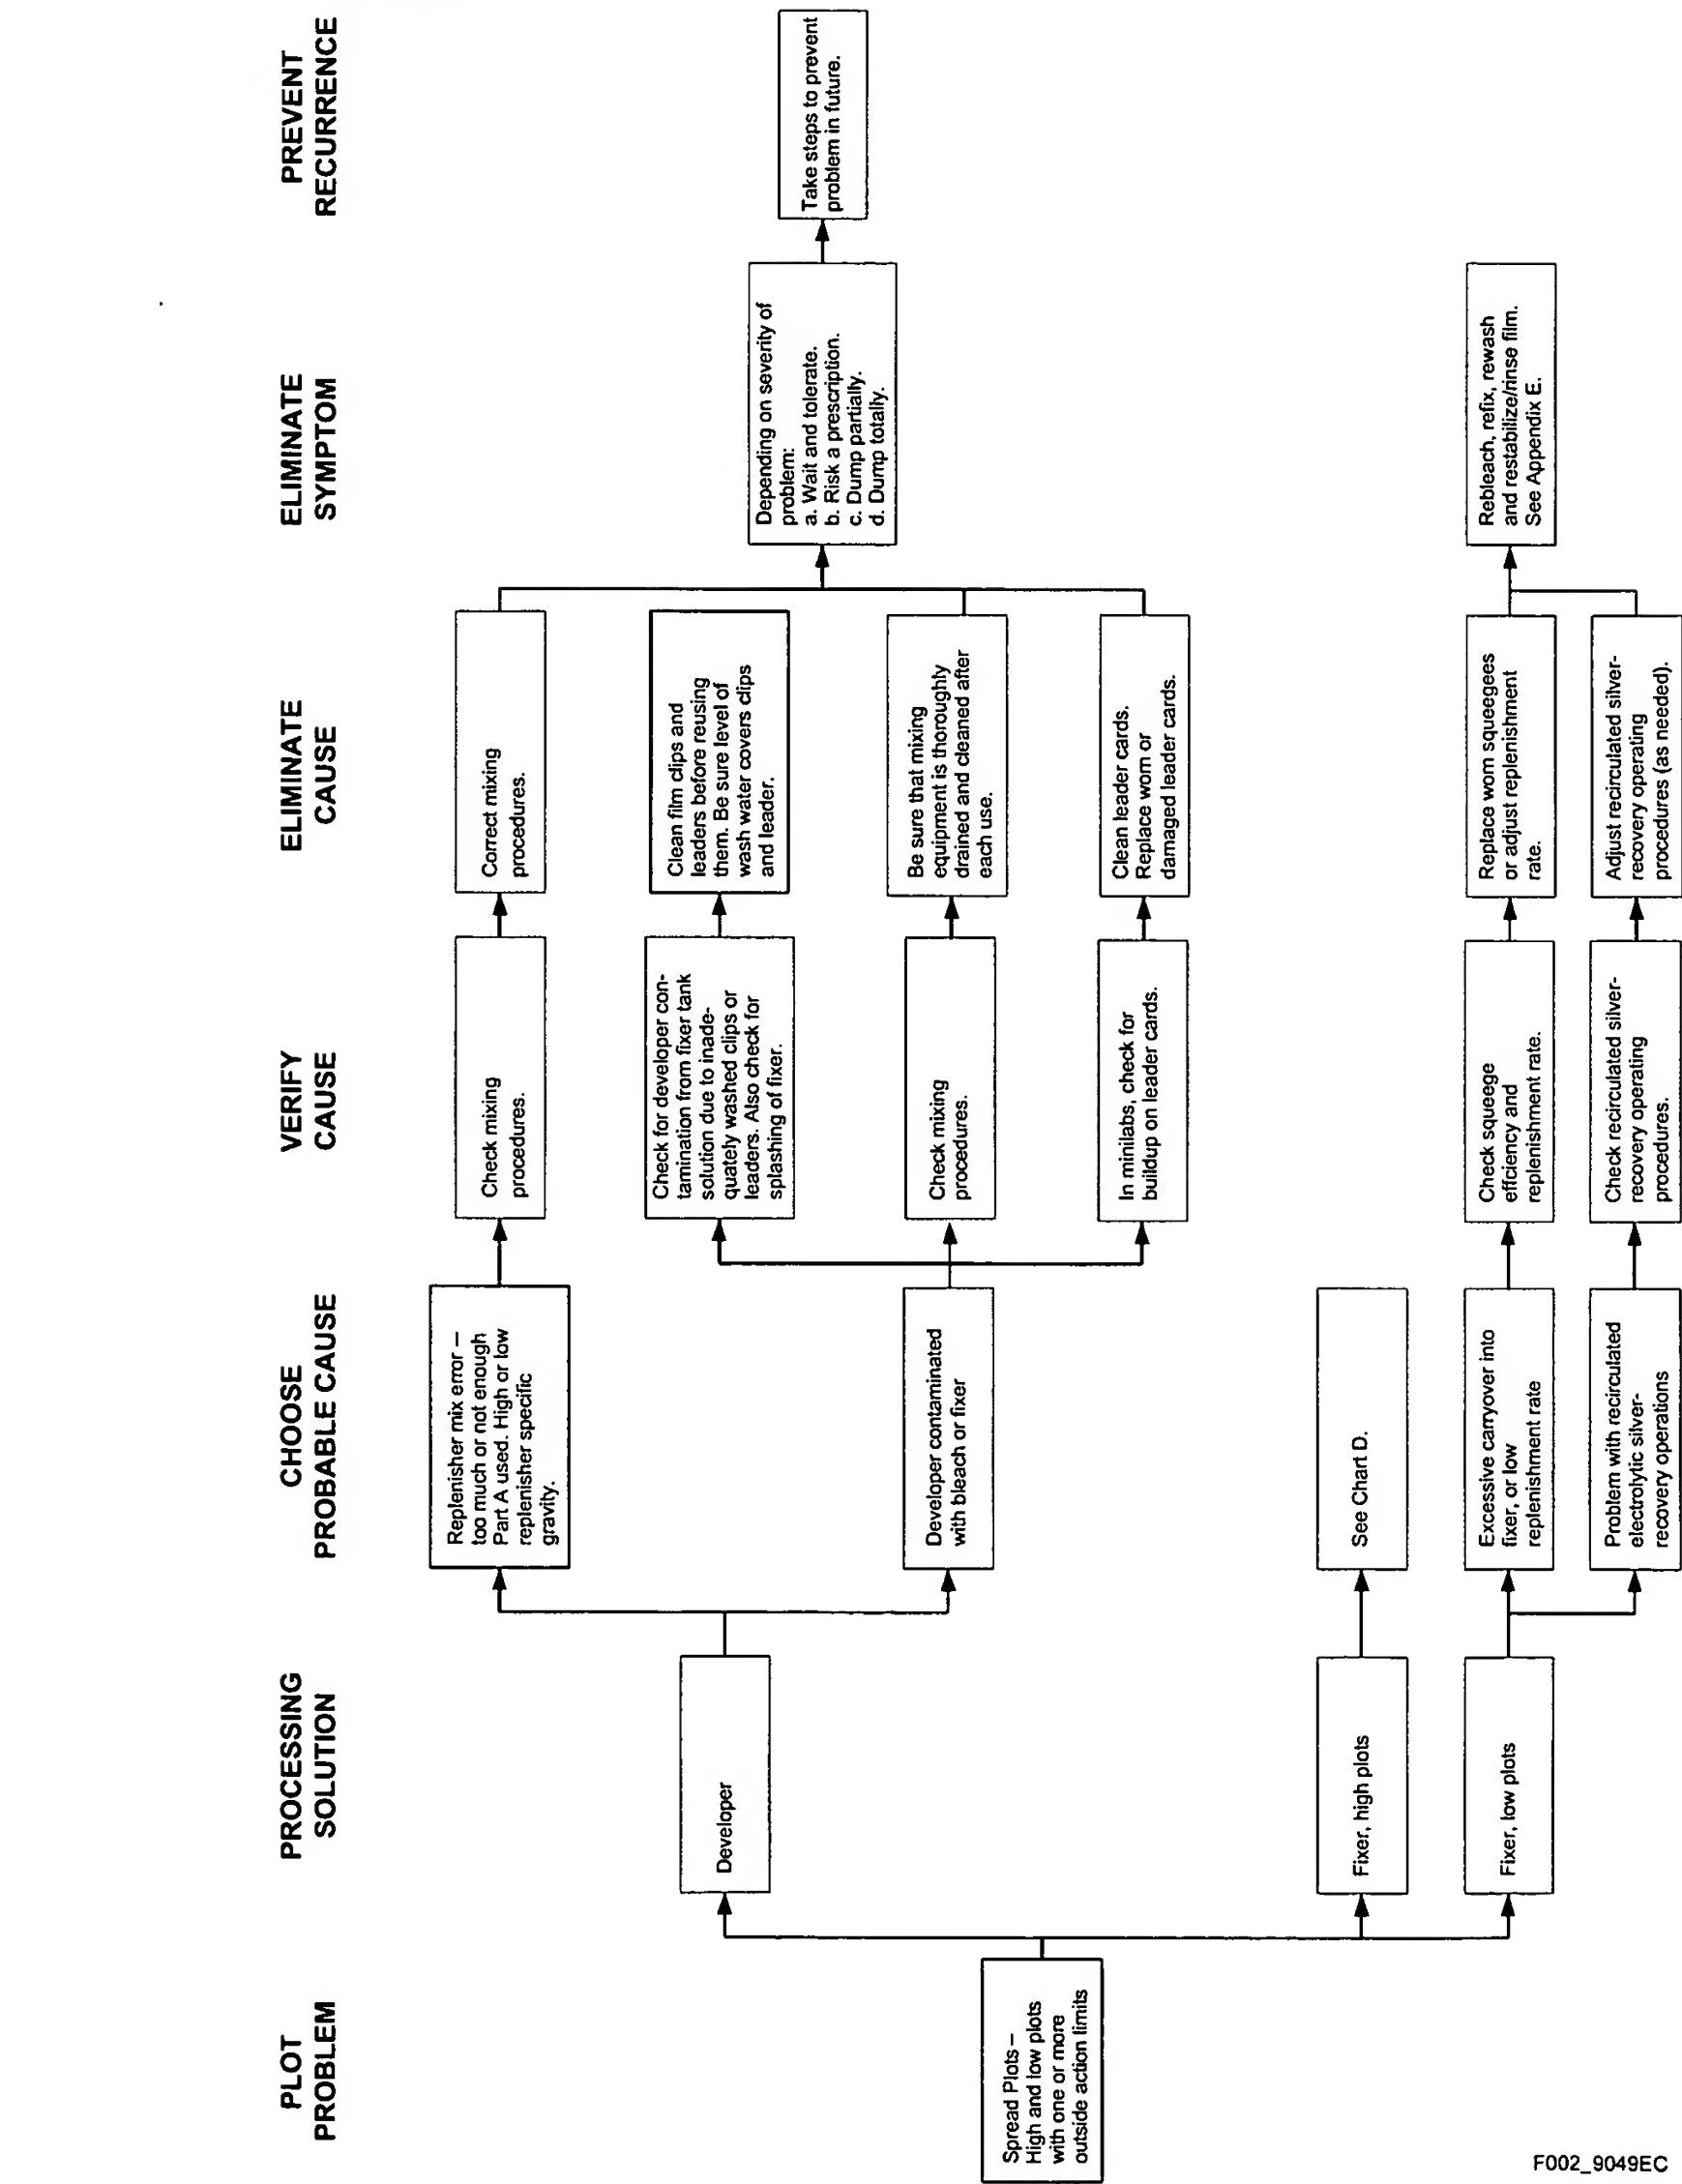 PLOT
PROBLEM
PROCESSING
SOLUTION
CHOOSE
PROBABLE CAUSE
VERIFY
CAUSE
ELIMINATE
CAUSE
ELIMINATE
SYMPTOM
PREVENT
RECURRENCE
Spread Plots –
High and low plots
with one or more
outside action limits
Developer
Replenisher mix error –
too much or not enough
Part A used. High or low
replenisher specific
gravity.
Check mixing
procedures.
Correct mixing
procedures.
Developer contaminated
with bleach or fixer
Check for developer con-
tamination from fixer tank
solution due to inade-
quately washed clips or
leaders. Also check for
splashing of fixer.
Clean film clips and
leaders before reusing
them. Be sure level of
wash water covers clips
and leader.
Check mixing
procedures.
Be sure that mixing
equipment is thoroughly
drained and cleaned after
each use.
In minilabs, check for
buildup on leader cards.
Clean leader cards.
Replace worn or
damaged leader cards.
Depending on severity of
problem:
a. Wait and tolerate.
b. Risk a prescription.
c. Dump partially.
d. Dump totally.
Take steps to prevent
problem in future.
Fixer, high plots
See Chart D.
Fixer, low plots
Excessive carryover into
fixer, or low
replenishment rate
Check squeege
effciency and
replenishment rate.
Replace worn squeegees
or adjust replenishment
rate.
Problem with recirculated
electrolytic silver-
recovery operations
Check recirculated silver-
recovery operating
procedures.
Adjust recirculated silver-
recovery operating
procedures (as needed).
Rebleach, refix, rewash
and restabilize/rinse film.
See Appendix E.
F002_9049EC